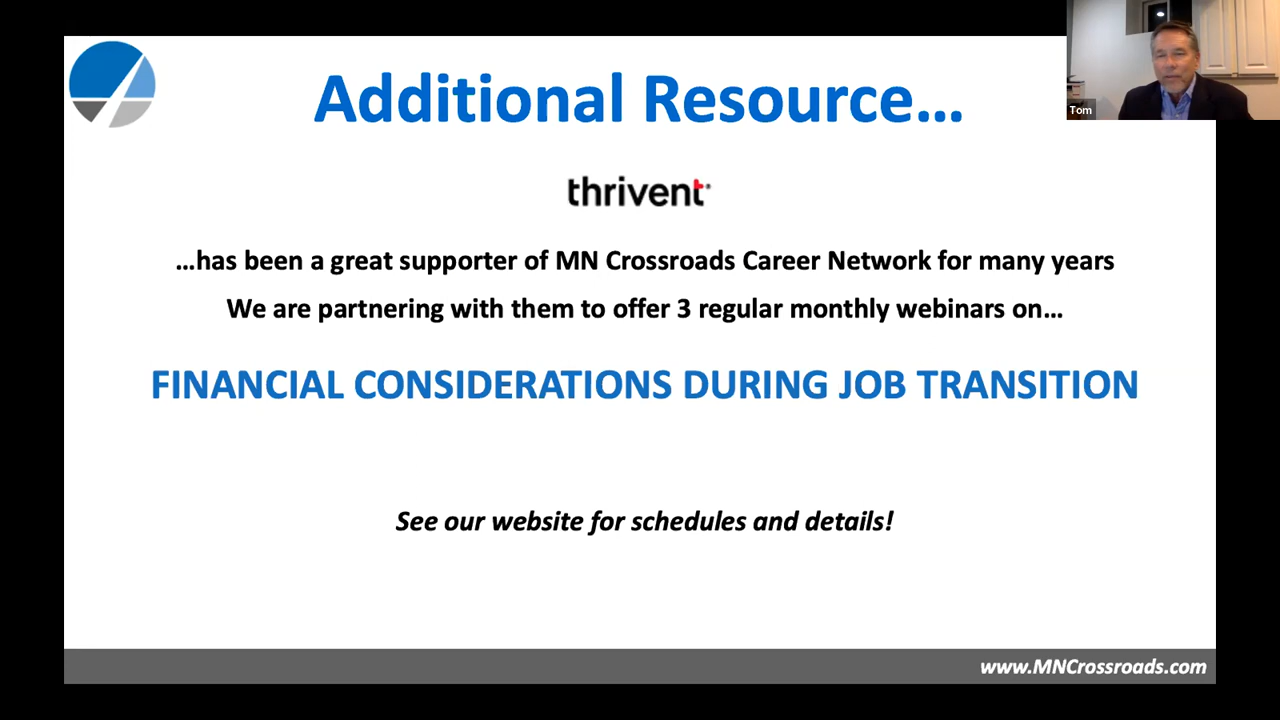 Additional Resource...
Tom
thrivent
...has been a great supporter of MN Crossroads Career Network for many years
We are partnering with them to offer 3 regular monthly webinars on...
FINANCIAL CONSIDERATIONS DURING JOB TRANSITION
See our website for schedules and details!
www.MNCrossroads.com